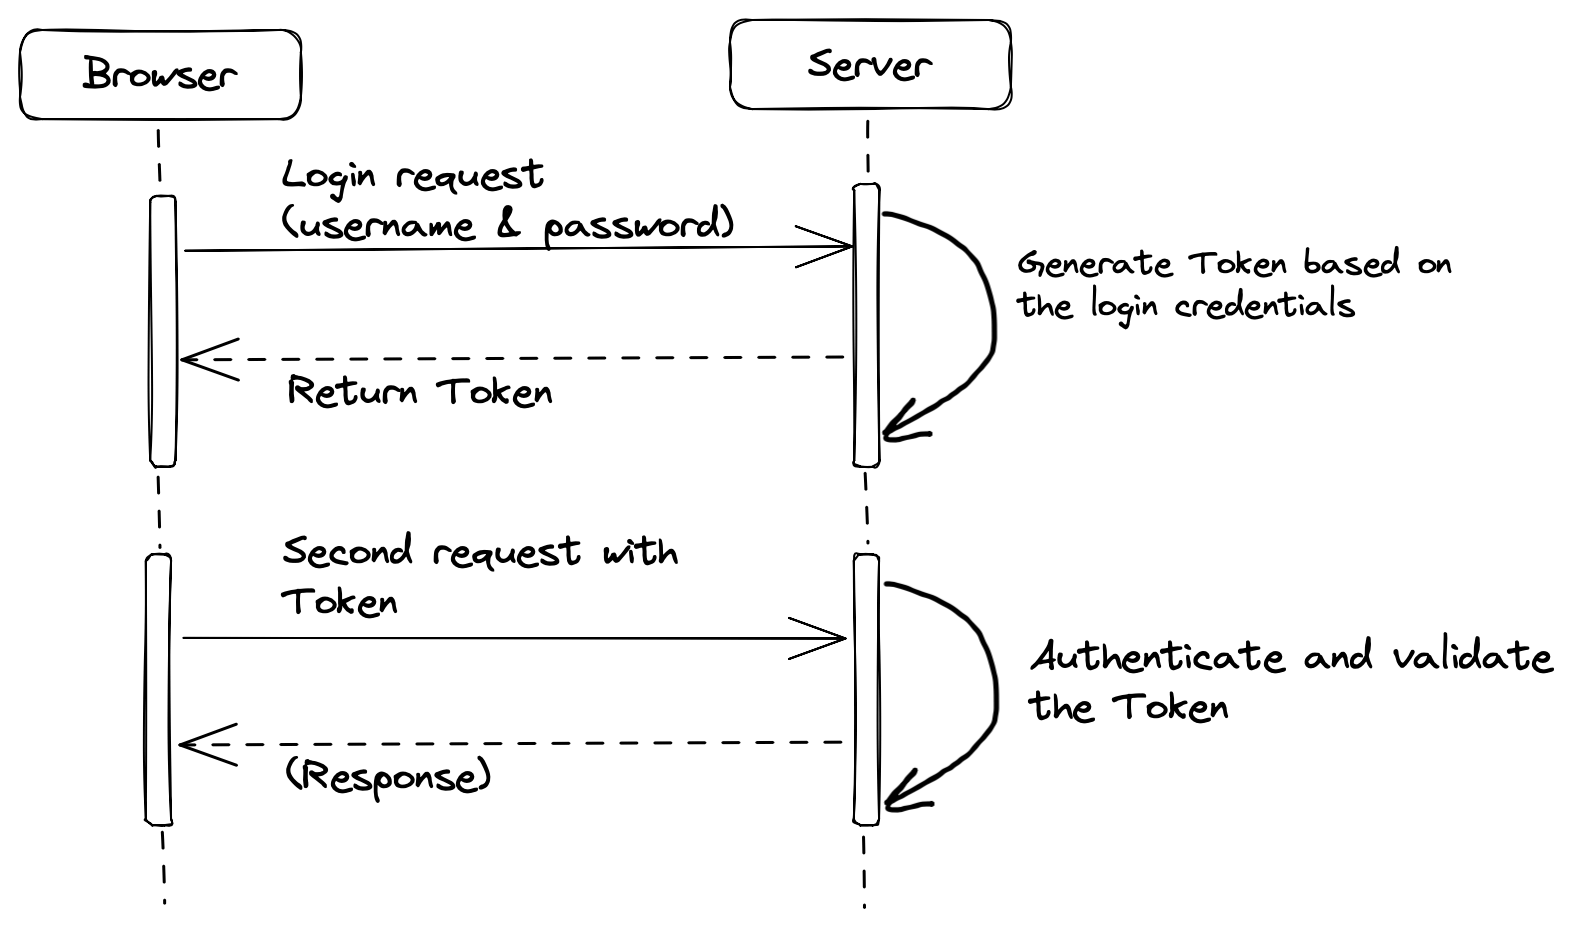 Browser
Server
Login request
(username & password)
Generate Token based on
the login credentials
Return Token
Second request with
Token
Authenticate and validate
the Token
(Response)